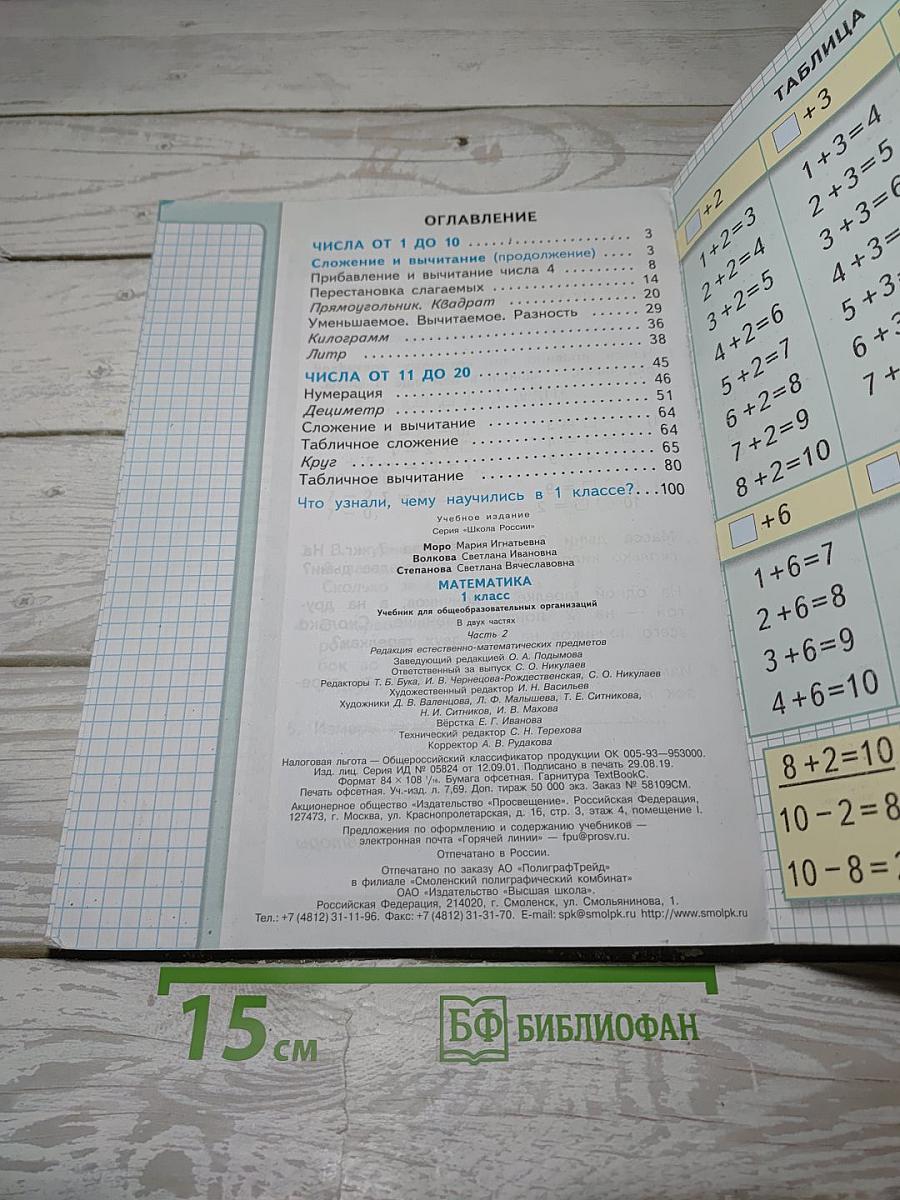 ОГЛАВЛЕНИЕ
ЧИСЛА ОТ 1 ДО 10 ........................ 3
Сложение и вычитание (продолжение) .... 3
Прибавление и вычитание числа 4 ......... 8
Перестановка слагаемых ..................... 14
Прямоугольник. Квадрат .................... 20
Уменьшаемое. Вычитаемое. Разность ...... 29
Килограмм ................................. 36
Литр ....................................... 38
ЧИСЛА ОТ 11 ДО 20 ..................... 45
Нумерация ................................. 46
Дециметр .................................. 51
Сложение и вычитание ..................... 64
Табличное сложение ....................... 64
Круг ....................................... 65
Табличное вычитание ...................... 80
Что узнали, чему научились в 1 классе?...100
Учебное издание
Серия «Школа России»
Моро Мария Игнатьевна
Волкова Светлана Ивановна
Степанова Светлана Вячеславовна
МАТЕМАТИКА
1 класс
Учебник для общеобразовательных организаций
В двух частях
Часть 2
Редакция естественно-математических предметов
Заведующий редакцией О. А. Подымова
Ответственный за выпуск С. О. Никулаев
Редакторы Т. Б. Бука, И. В. Чернецова-Рождественская, С. О. Никулаев
Художественный редактор И. Н. Васильев
Художники Д. В. Валенцова, Л. Ф. Малышева, Т. Е. Ситникова,
Н. И. Ситников, И. В. Махова
Вёрстка Е. Г. Иванова
Технический редактор С. Н. Терехова
Корректор А. В. Рудакова
Налоговая льгота — Общероссийский классификатор продукции ОК 005-93—953000.
Изд. лиц. Серия ИД № 05824 от 12.09.01. Подписано в печать 29.08.19.
Формат 84 × 108 1/16. Бумага офсетная. Гарнитура TextBookC.
Печать офсетная. Уч.-изд. л. 7,69. Доп. тираж 50 000 экз. Заказ № 58109СМ.
Акционерное общество «Издательство «Просвещение». Российская Федерация,
127473, г. Москва, ул. Краснопролетарская, д. 16, стр. 3, этаж 4, помещение I.
Предложения по оформлению и содержанию учебников —
электронная почта «Горячей линии» — fpu@prosv.ru.
Отпечатано в России.
Отпечатано по заказу АО «ПолиграфТрейд»
в филиале «Смоленский полиграфический комбинат»
ОАО «Издательство «Высшая школа».
Российская Федерация, 214020, г. Смоленск, ул. Смольянинова, 1.
Тел.: +7 (4812) 31-11-96. Факс: +7 (4812) 31-31-70. E-mail: spk@smolpk.ru http://www.smolpk.ru
ТАБЛИЦА
+2
1+2=3
2+2=4
3+2=5
4+2=6
5+2=7
6+2=8
7+2=9
8+2=10
+3
1+3=4
2+3=5
3+3=6
4+3=
5+3=
6+3
7+
+6
1+6=7
2+6=8
3+6=9
4+6=10
8+2=10
10−2=8
10−8=2
15 см
БФ БИБЛИОФАН